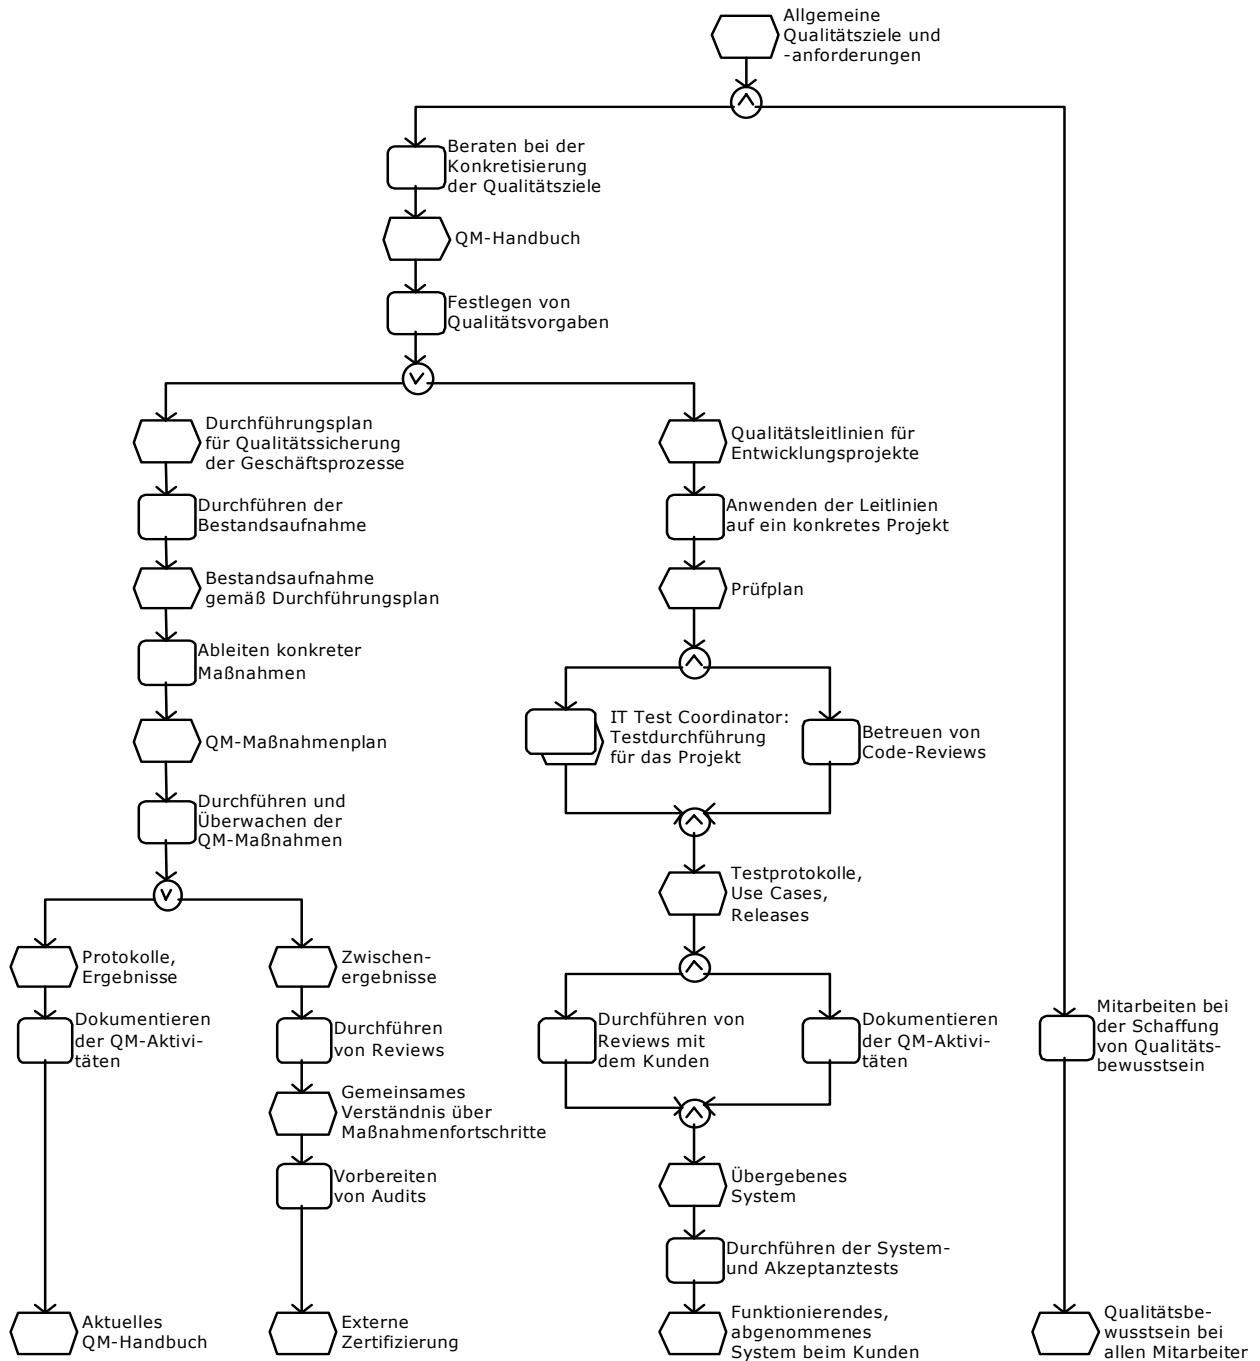 Allgemeine
Qualitätsziele und
-anforderungen
Beraten bei der
Konkretisierung
der Qualitätsziele
QM-Handbuch
Festlegen von
Qualitätsvorgaben
Durchführungsplan
für Qualitätssicherung
der Geschäftsprozesse
Qualitätsleitlinien für
Entwicklungsprojekte
Durchführen der
Bestandsaufnahme
Anwenden der Leitlinien
auf ein konkretes Projekt
Bestandsaufnahme
gemäß Durchführungsplan
Prüfplan
Ableiten konkreter
Maßnahmen
IT Test Coordinator:
Testdurchführung
für das Projekt
Betreuen von
Code-Reviews
QM-Maßnahmenplan
Durchführen und
Überwachen der
QM-Maßnahmen
Testprotokolle,
Use Cases,
Releases
Protokolle,
Ergebnisse
Zwischen-
ergebnisse
Dokumentieren
der QM-Aktivi-
täten
Durchführen
von Reviews
Durchführen von
Reviews mit
dem Kunden
Dokumentieren
der QM-Aktivi-
täten
Mitarbeiten bei
der Schaffung
von Qualitäts-
bewusstsein
Gemeinsames
Verständnis über
Maßnahmenfortschritte
Vorbereiten
von Audits
Übergebenes
System
Durchführen der System-
und Akzeptanztests
Aktuelles
QM-Handbuch
Externe
Zertifizierung
Funktionierendes,
abgenommenes
System beim Kunden
Qualitätsbe-
wusstsein bei
allen Mitarbeiter